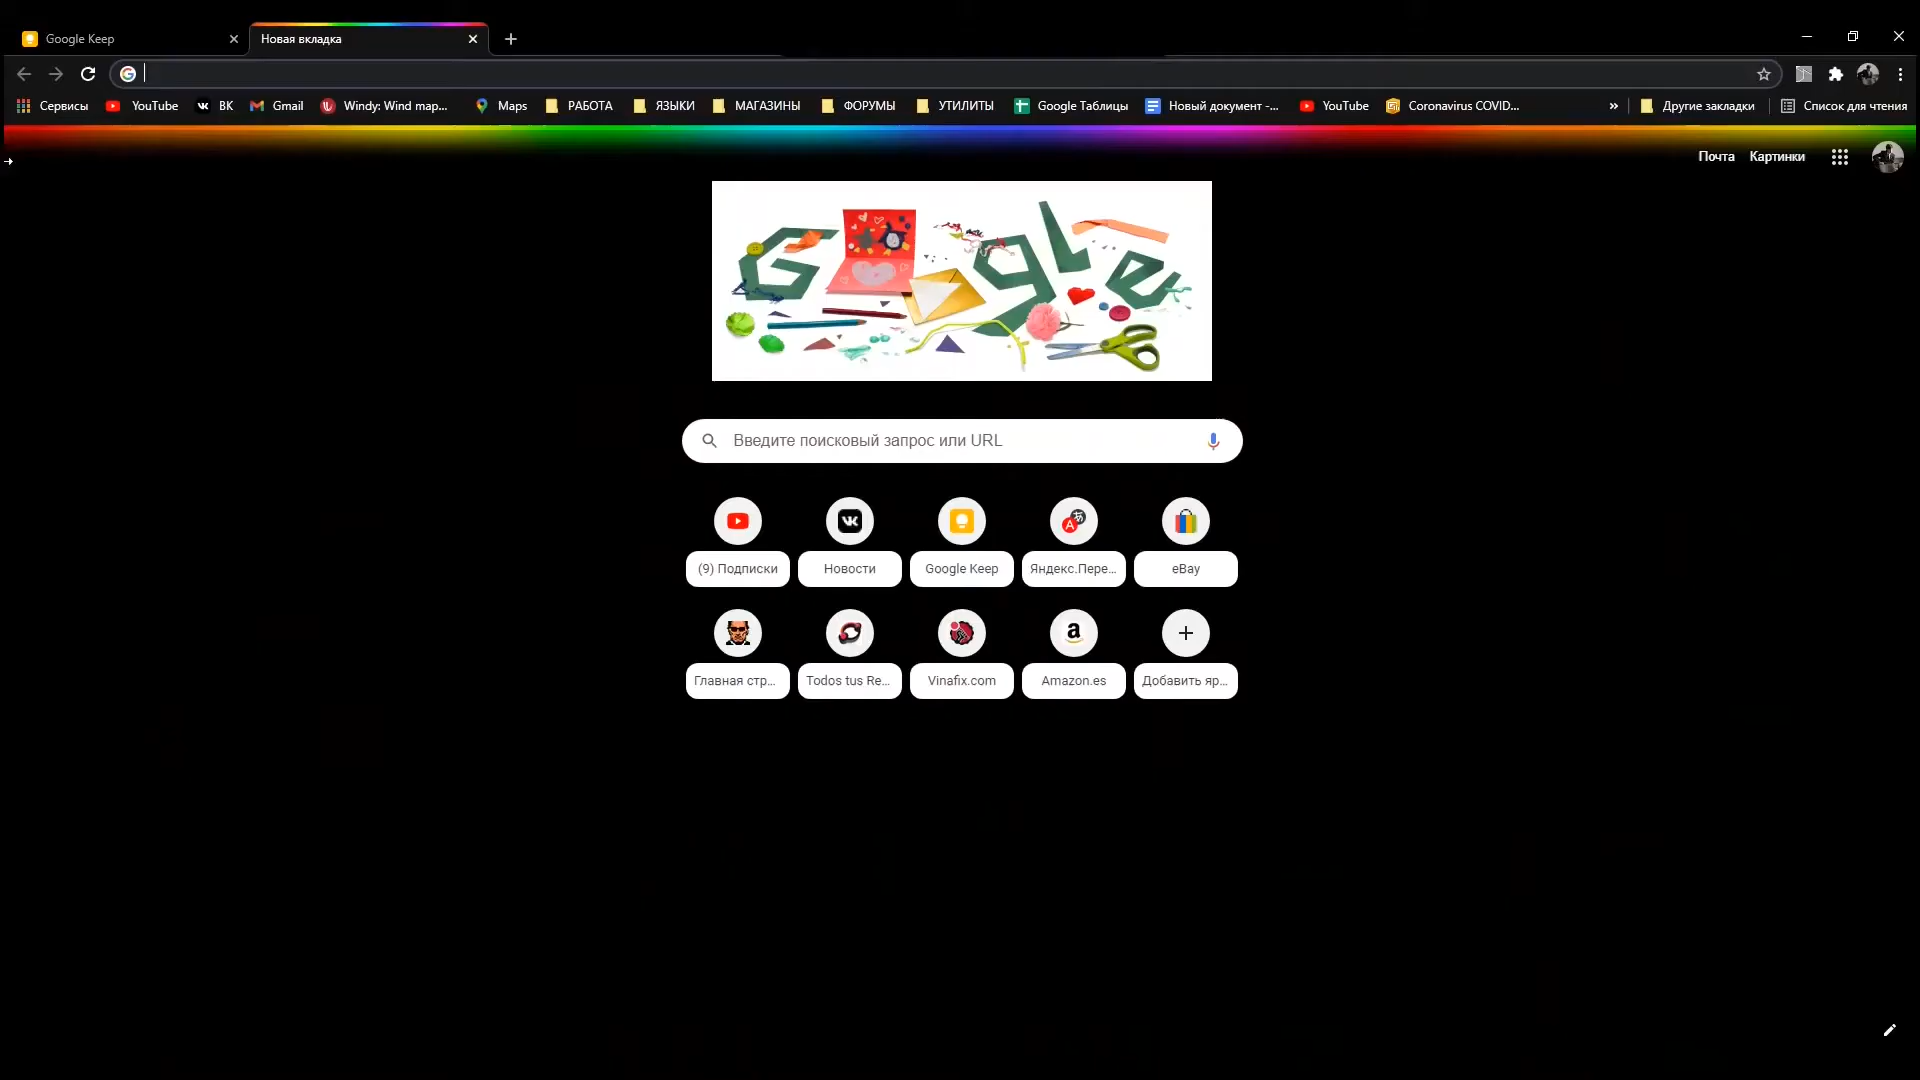 Google Keep
Новая вкладка
Сервисы YouTube ВК Gmail Windy: Wind map... Maps РАБОТА ЯЗЫКИ МАГАЗИНЫ ФОРУМЫ УТИЛИТЫ Google Таблицы Новый документ -... YouTube Coronavirus COVID... » Другие закладки Список для чтения
Почта Картинки
Google
Введите поисковый запрос или URL
(9) Подписки
Новости
Google Keep
Яндекс.Пере...
eBay
Главная стр...
Todos tus Re...
Vinafix.com
Amazon.es
Добавить яр...